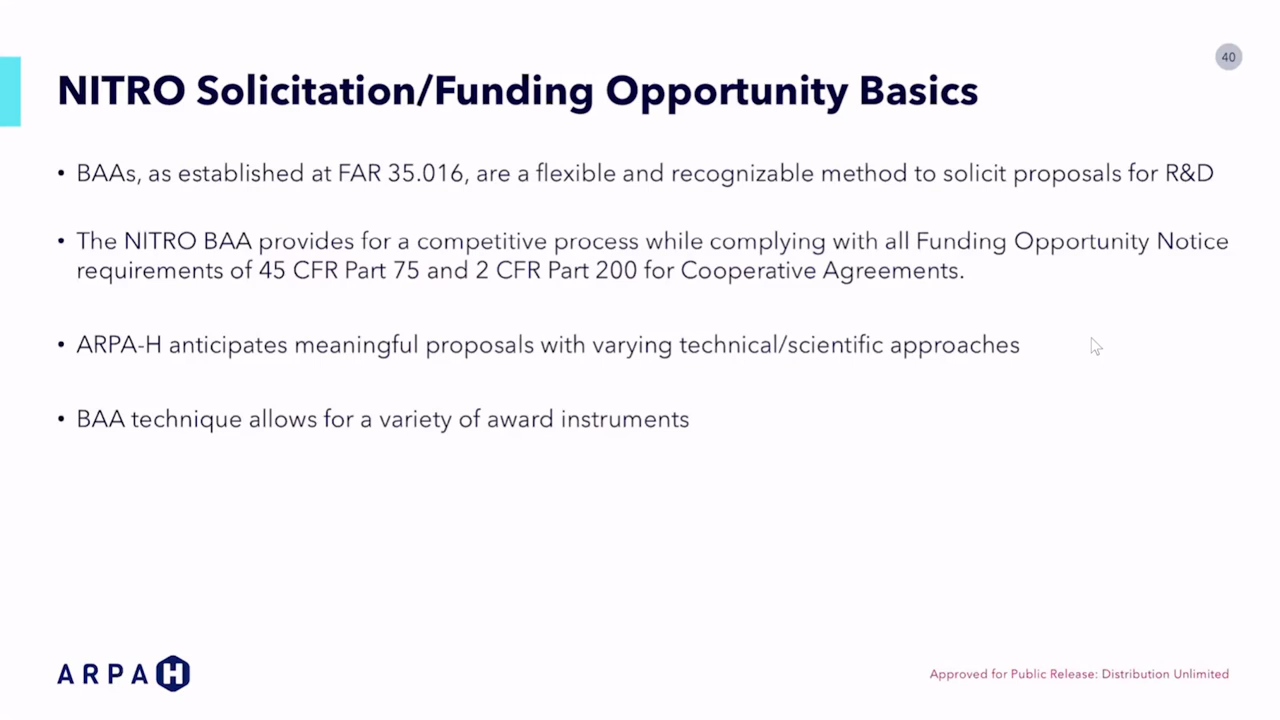 40
NITRO Solicitation/Funding Opportunity Basics
• BAAs, as established at FAR 35.016, are a flexible and recognizable method to solicit proposals for R&D
• The NITRO BAA provides for a competitive process while complying with all Funding Opportunity Notice
requirements of 45 CFR Part 75 and 2 CFR Part 200 for Cooperative Agreements.
• ARPA-H anticipates meaningful proposals with varying technical/scientific approaches
• BAA technique allows for a variety of award instruments
ARPA H
Approved for Public Release: Distribution Unlimited